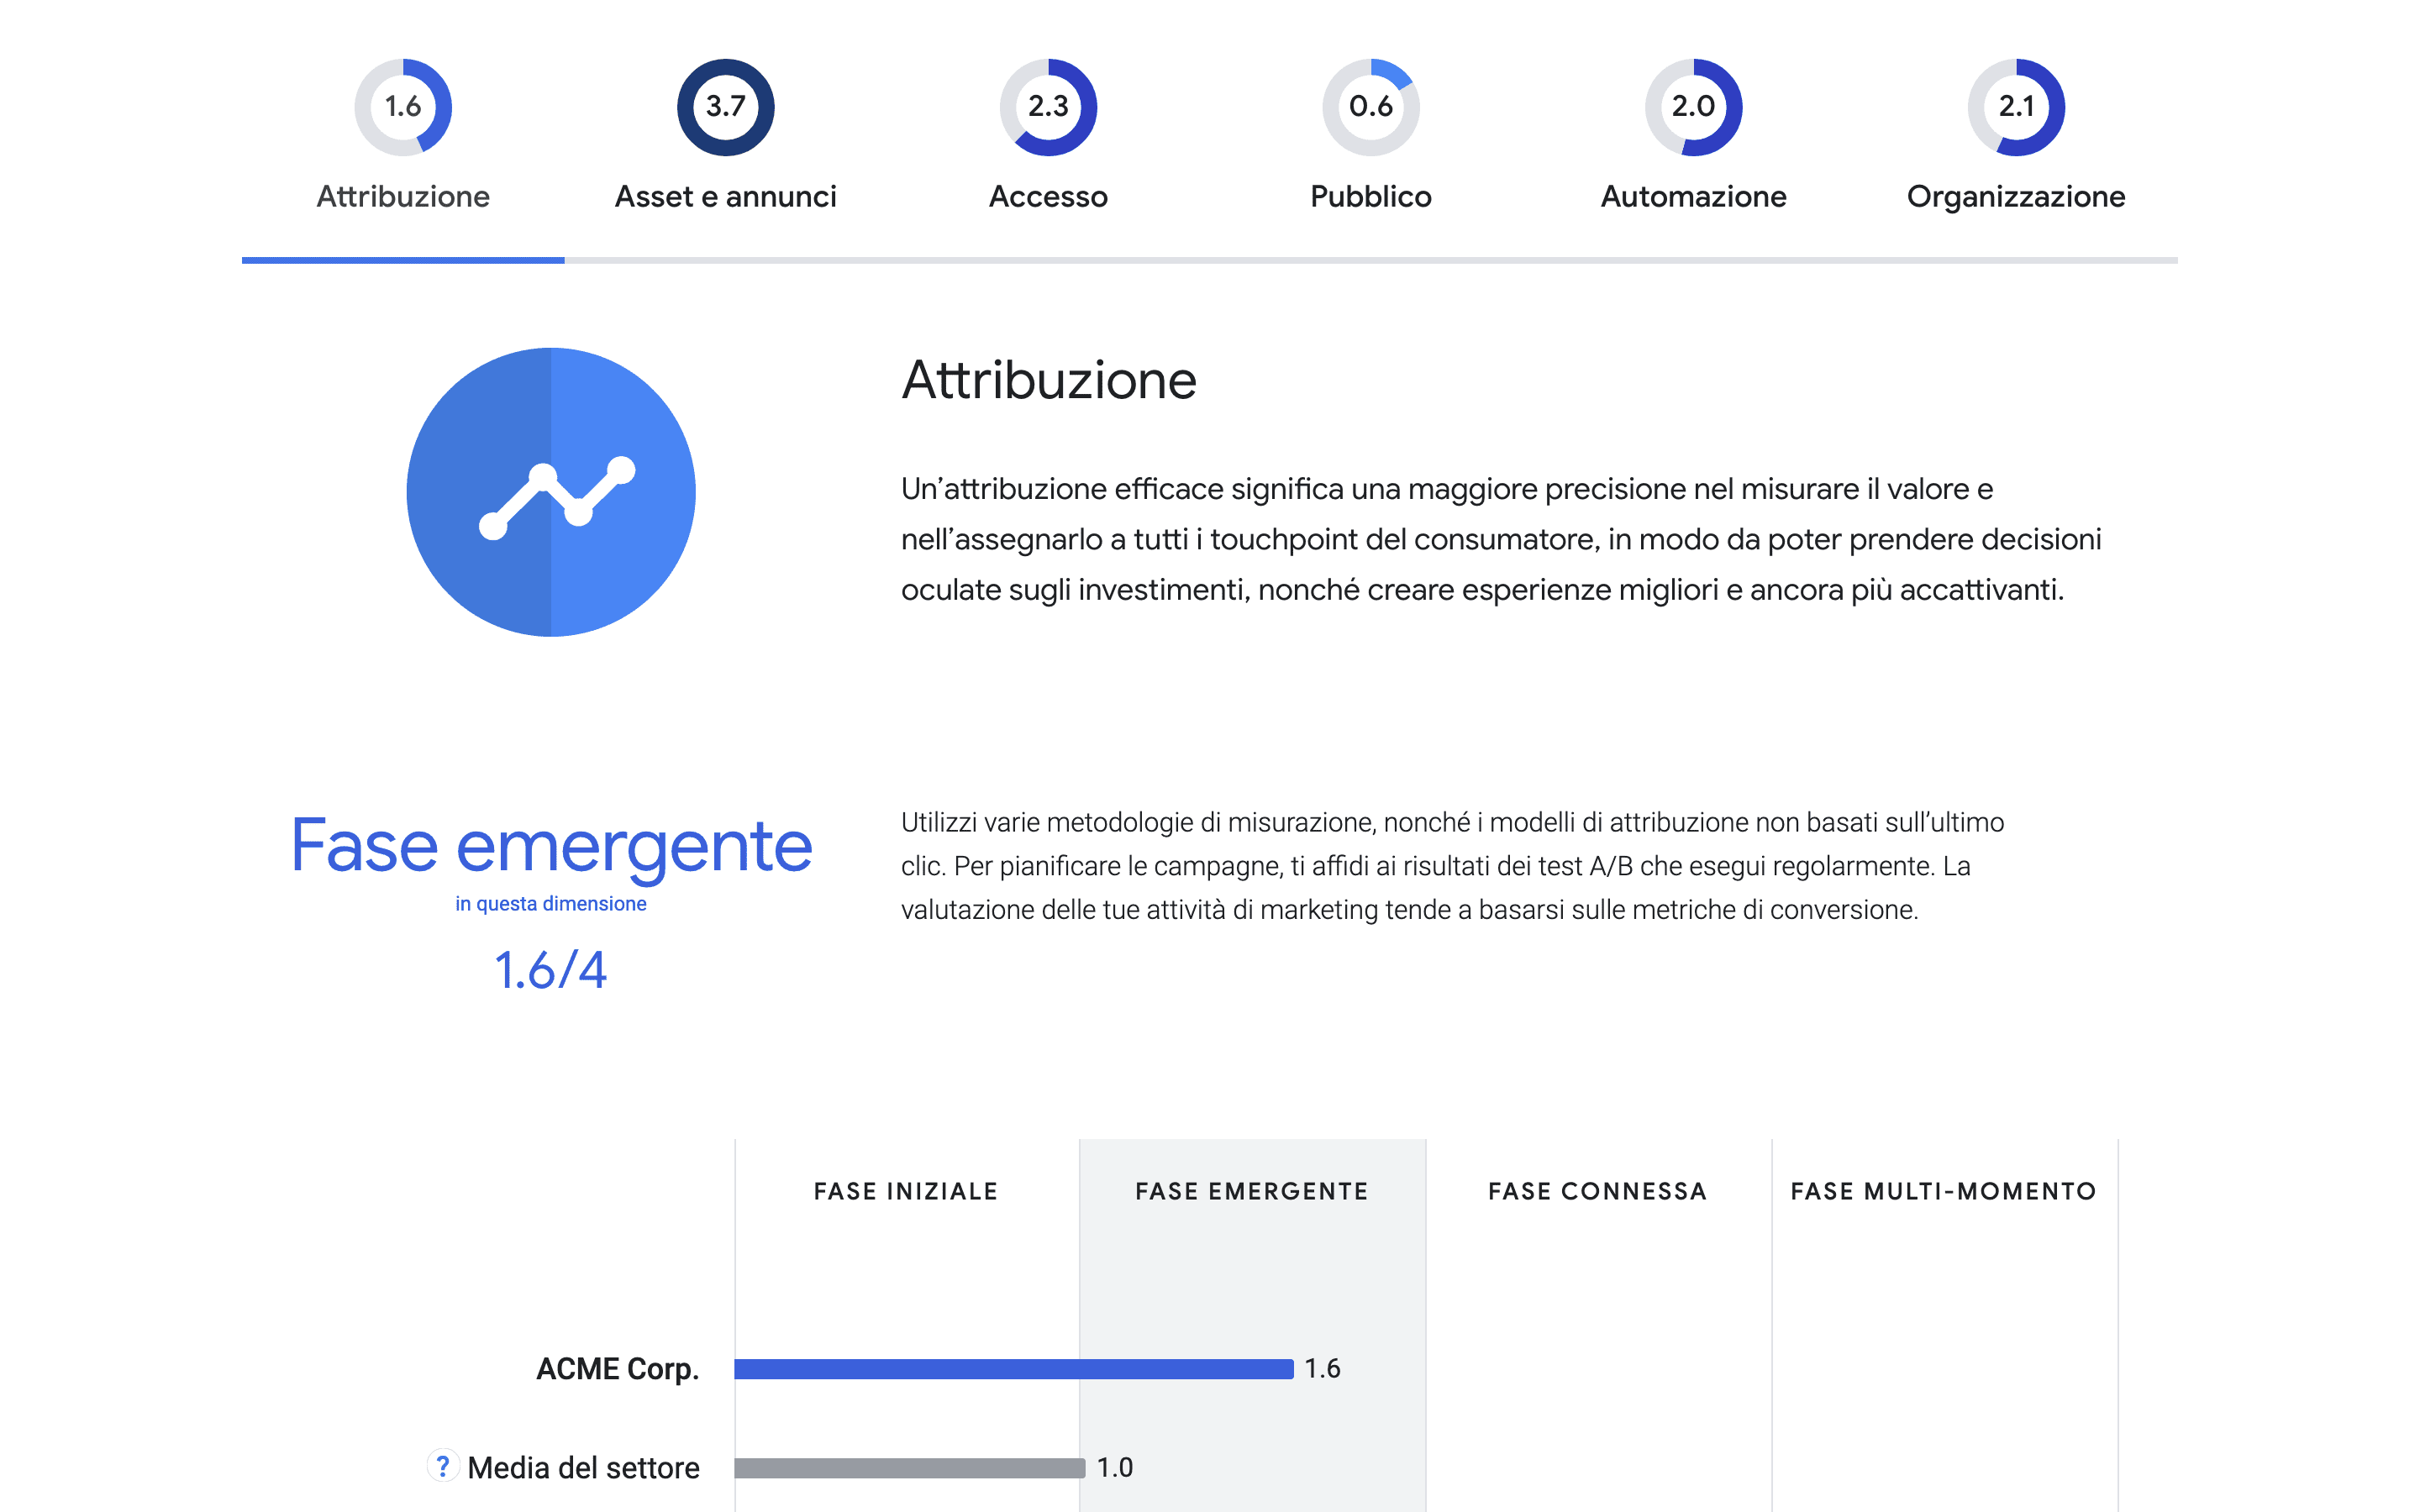 1.6
3.7
2.3
0.6
2.0
2.1
Attribuzione
Asset e annunci
Accesso
Pubblico
Automazione
Organizzazione
Attribuzione
Un’attribuzione efficace significa una maggiore precisione nel misurare il valore e
nell’assegnarlo a tutti i touchpoint del consumatore, in modo da poter prendere decisioni
oculate sugli investimenti, nonché creare esperienze migliori e ancora più accattivanti.
Fase emergente
in questa dimensione
1.6/4
Utilizzi varie metodologie di misurazione, nonché i modelli di attribuzione non basati sull’ultimo
clic. Per pianificare le campagne, ti affidi ai risultati dei test A/B che esegui regolarmente. La
valutazione delle tue attività di marketing tende a basarsi sulle metriche di conversione.
FASE INIZIALE
FASE EMERGENTE
FASE CONNESSA
FASE MULTI-MOMENTO
ACME Corp.
1.6
? Media del settore
1.0